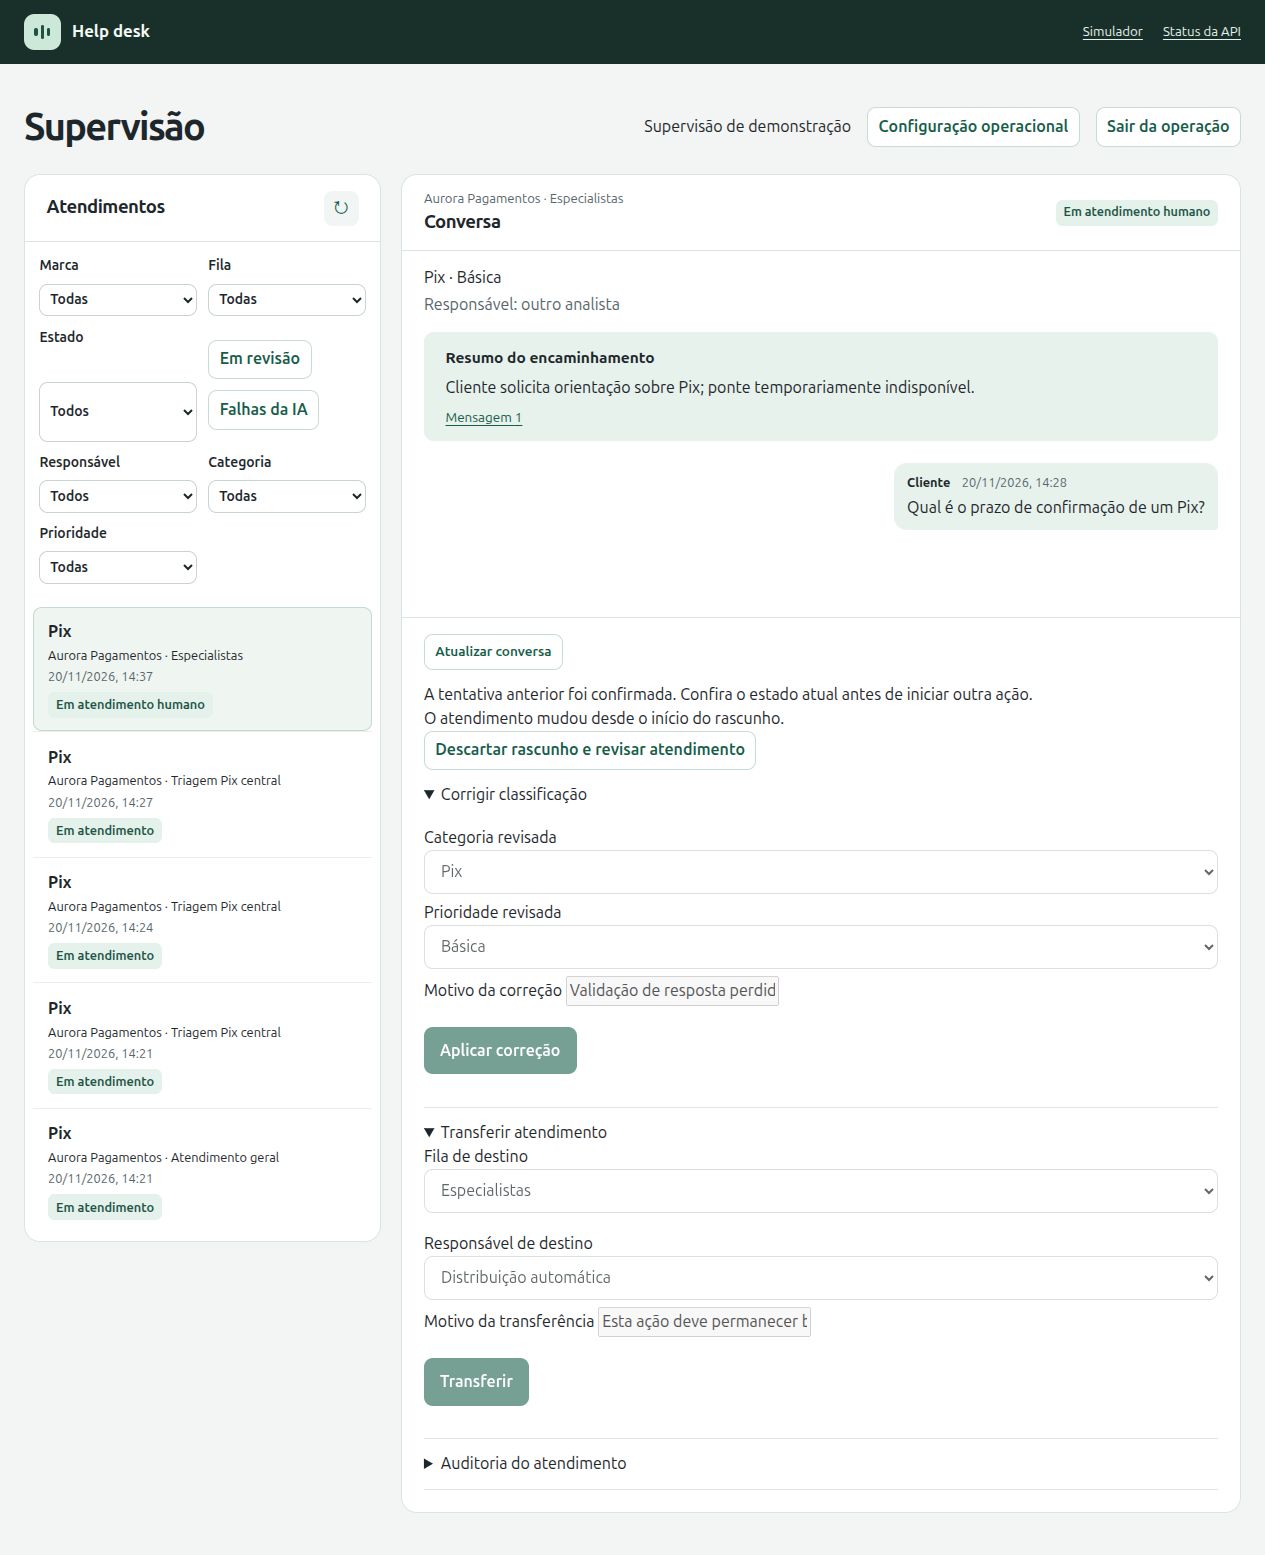 Help desk
Simulador
Status da API
Supervisão
Supervisão de demonstração
Configuração operacional
Sair da operação
Atendimentos
Marca
Fila
Todas
Todas
Estado
Em revisão
Todos
Falhas da IA
Responsável
Categoria
Todos
Todas
Prioridade
Todas
Pix
Aurora Pagamentos · Especialistas
20/11/2026, 14:37
Em atendimento humano
Pix
Aurora Pagamentos · Triagem Pix central
20/11/2026, 14:27
Em atendimento
Pix
Aurora Pagamentos · Triagem Pix central
20/11/2026, 14:24
Em atendimento
Pix
Aurora Pagamentos · Triagem Pix central
20/11/2026, 14:21
Em atendimento
Pix
Aurora Pagamentos · Atendimento geral
20/11/2026, 14:21
Em atendimento
Aurora Pagamentos · Especialistas
Conversa
Em atendimento humano
Pix · Básica
Responsável: outro analista
Resumo do encaminhamento
Cliente solicita orientação sobre Pix; ponte temporariamente indisponível.
Mensagem 1
Cliente 20/11/2026, 14:28
Qual é o prazo de confirmação de um Pix?
Atualizar conversa
A tentativa anterior foi confirmada. Confira o estado atual antes de iniciar outra ação.
O atendimento mudou desde o início do rascunho.
Descartar rascunho e revisar atendimento
Corrigir classificação
Categoria revisada
Pix
Prioridade revisada
Básica
Motivo da correção Validação de resposta perdid
Aplicar correção
Transferir atendimento
Fila de destino
Especialistas
Responsável de destino
Distribuição automática
Motivo da transferência Esta ação deve permanecer
Transferir
Auditoria do atendimento